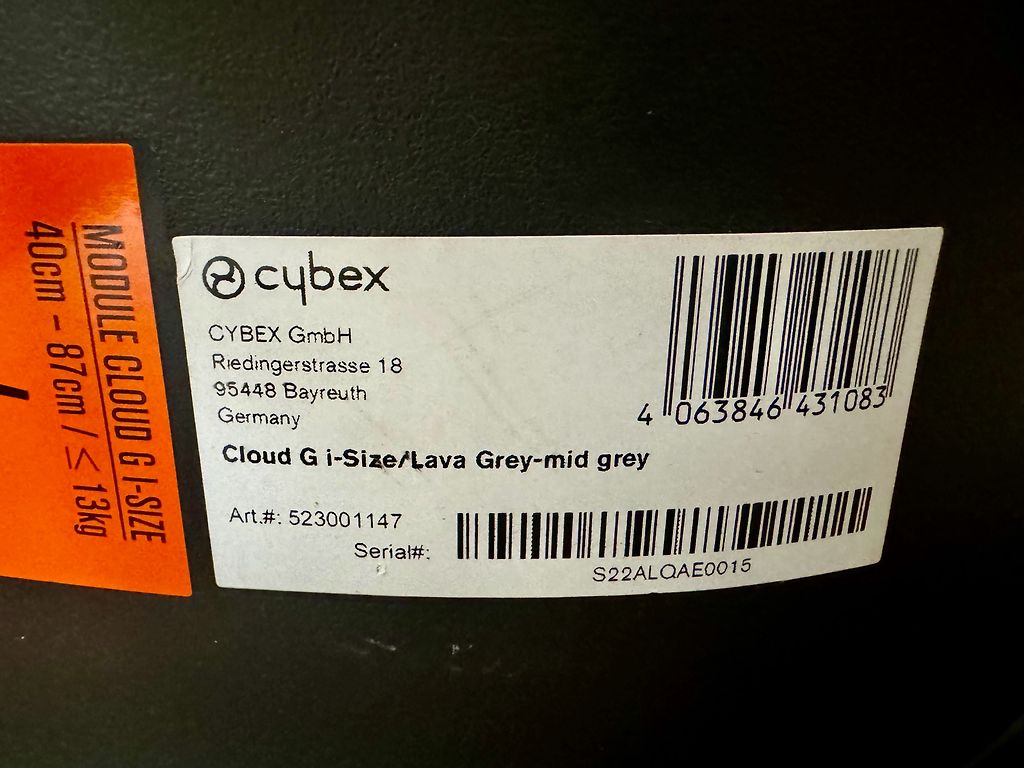 MODULE CLOUD G I-SIZE
40cm - 87cm / ≤ 13kg
cybex
CYBEX GmbH
Riedingerstrasse 18
95448 Bayreuth
Germany
4 063846 431083
Cloud G i-Size/Lava Grey-mid grey
Art.#: 523001147
Serial#:
S22ALQAE0015